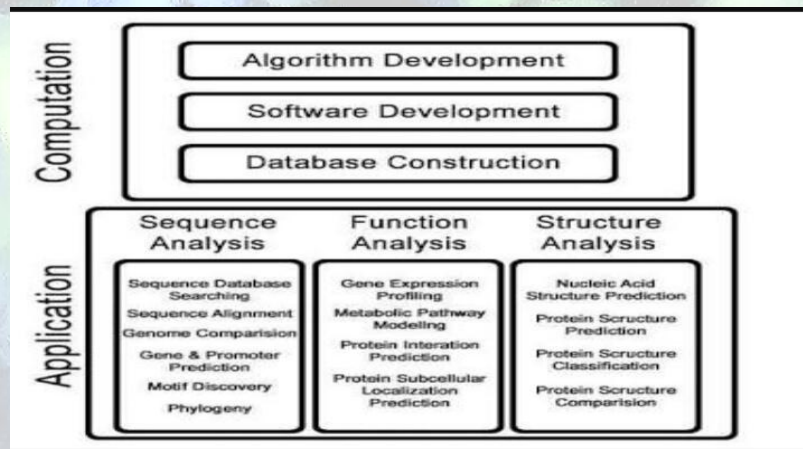 Computation
Algorithm Development
Software Development
Database Construction
Application
Sequence
Analysis
Sequence Database
Searching
Sequence Alignment
Genome Comparision
Gene & Promoter
Prediction
Motif Discovery
Phylogeny
Function
Analysis
Gene Expression
Profiling
Metabolic Pathway
Modeling
Protein Interation
Prediction
Protein Subcellular
Localization
Prediction
Structure
Analysis
Nucleic Acid
Structure Prediction
Protein Scructure
Prediction
Protein Scructure
Classification
Protein Scructure
Comparision